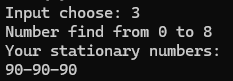 Input choose: 3
Number find from 0 to 8
Your stationary numbers:
90-90-90